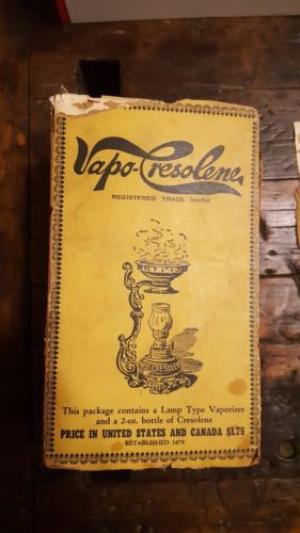 Vapo-Cresolene
REGISTERED TRADE MARK
This package contains a Lamp Type Vaporizer
and a 2-oz. bottle of Cresolene
PRICE IN UNITED STATES AND CANADA $1.75
ESTABLISHED 1879